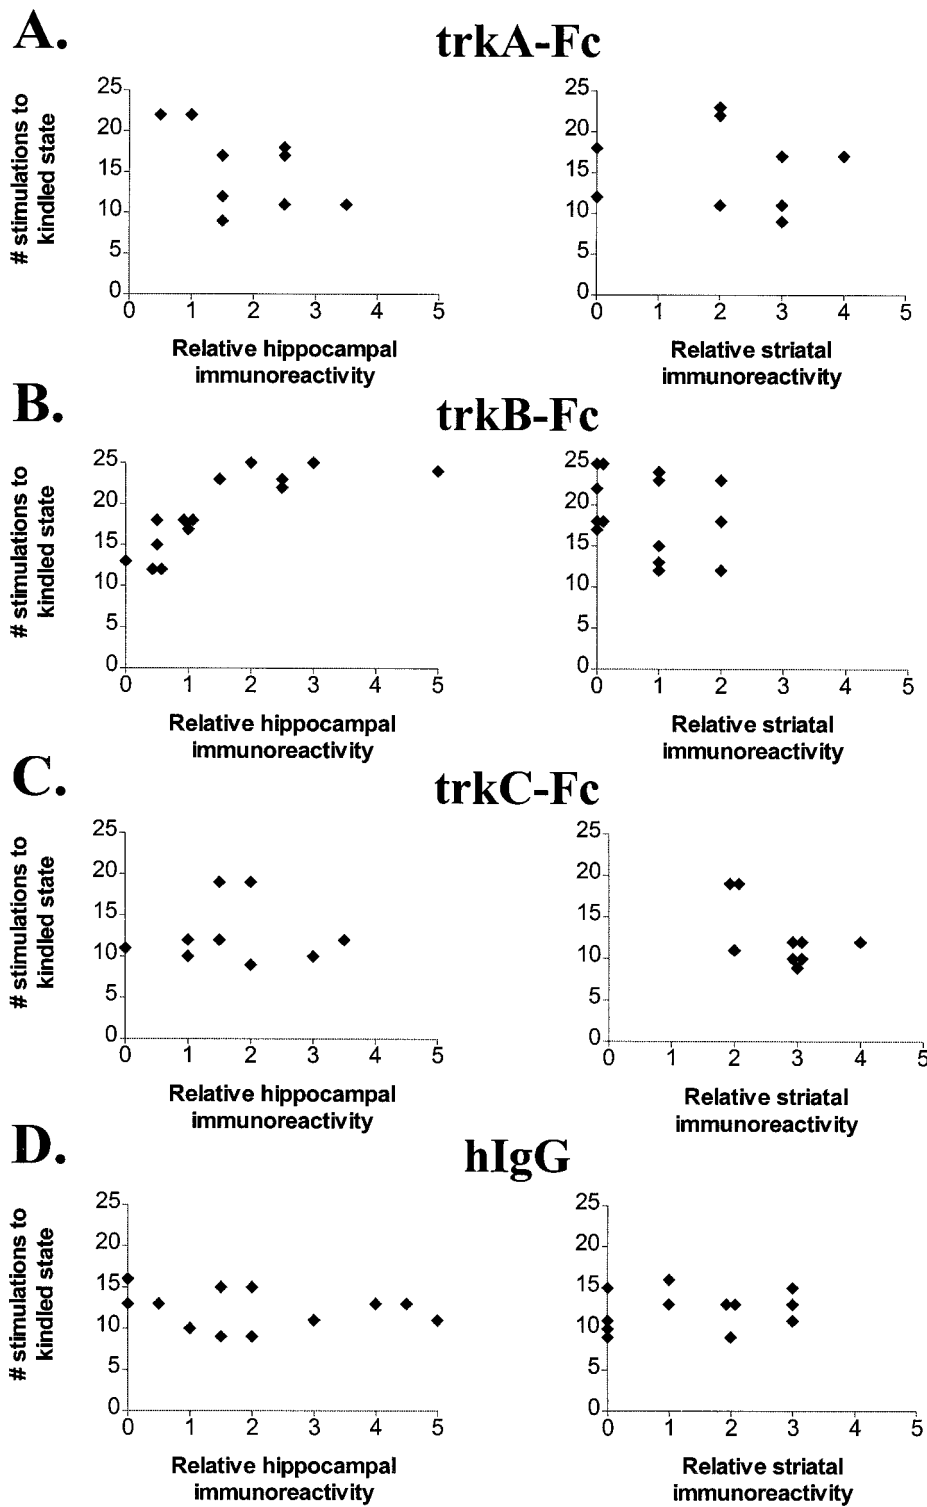 A.
trkA-Fc
# stimulations to
kindled state
25
20
15
10
5
0
0 1 2 3 4 5
Relative hippocampal
immunoreactivity
25
20
15
10
5
0
0 1 2 3 4 5
Relative striatal
immunoreactivity
B.
trkB-Fc
# stimulations to
kindled state
25
20
15
10
5
0
0 1 2 3 4 5
Relative hippocampal
immunoreactivity
25
20
15
10
5
0
0 1 2 3 4 5
Relative striatal
immunoreactivity
C.
trkC-Fc
# stimulations to
kindled state
25
20
15
10
5
0
0 1 2 3 4 5
Relative hippocampal
immunoreactivity
25
20
15
10
5
0
0 1 2 3 4 5
Relative striatal
immunoreactivity
D.
hIgG
# stimulations to
kindled state
25
20
15
10
5
0
0 1 2 3 4 5
Relative hippocampal
immunoreactivity
25
20
15
10
5
0
0 1 2 3 4 5
Relative striatal
immunoreactivity